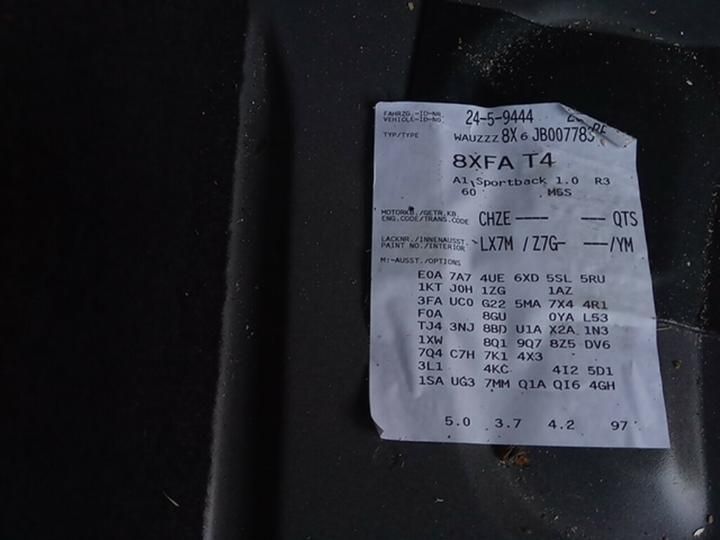 FAHRZG.-ID-NR. 24-5-9444
VEHICLE-ID-NO.
TYP/TYPE WAUZZZ 8X6 JB007783
8XFA T4
A1 Sportback 1.0 R3
60 M5S
MOTORKB./GETR.KB.
ENG.CODE/TRANS.CODE CHZE ---- --- QTS
LACKNR./INNENAUSST.
PAINT NO./INTERIOR LX7M / Z7G- ---/YM
M.-AUSST./OPTIONS
E0A 7A7 4UE 6XD 5SL 5RU
1KT J0H 1ZG 1AZ
3FA UC0 G22 5MA 7X4 4R1
F0A 8GU 0YA L53
TJ4 3NJ 8BD U1A X2A 1N3
1XW 8Q1 9Q7 8Z5 DV6
7Q4 C7H 7K1 4X3
3L1 4KC 4I2 5D1
1SA UG3 7MM Q1A QI6 4GH
5.0 3.7 4.2 97